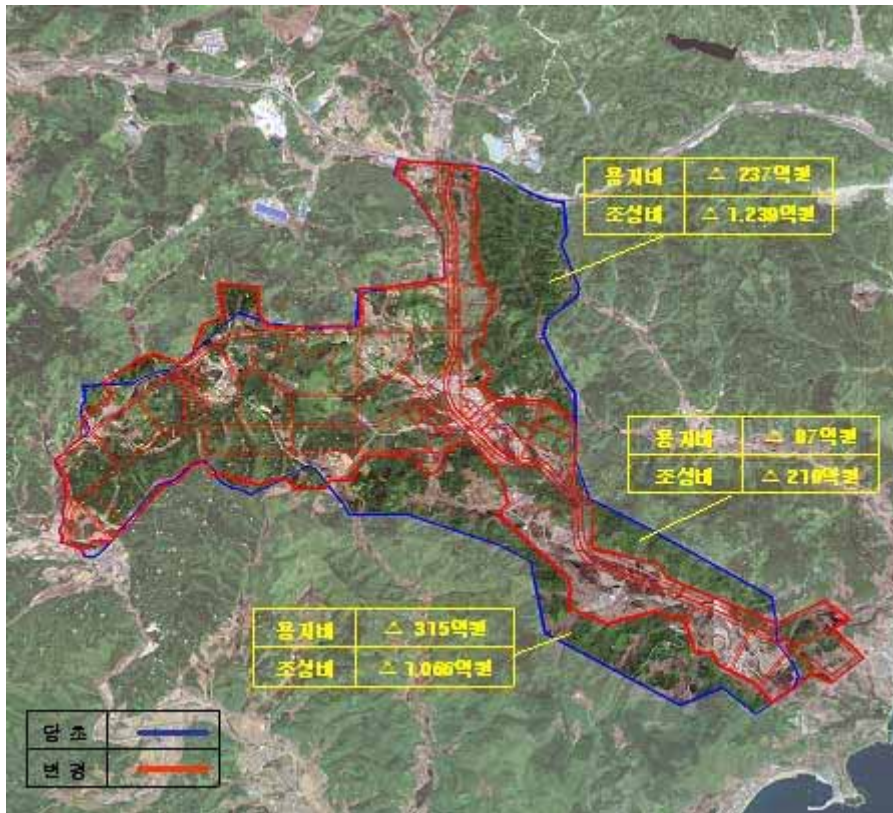 용지비 △ 237억원
조성비 △ 1,239억원
용지비 △ 87억원
조성비 △ 210억원
용지비 △ 315억원
조성비 △ 1,066억원
당 초
변 경